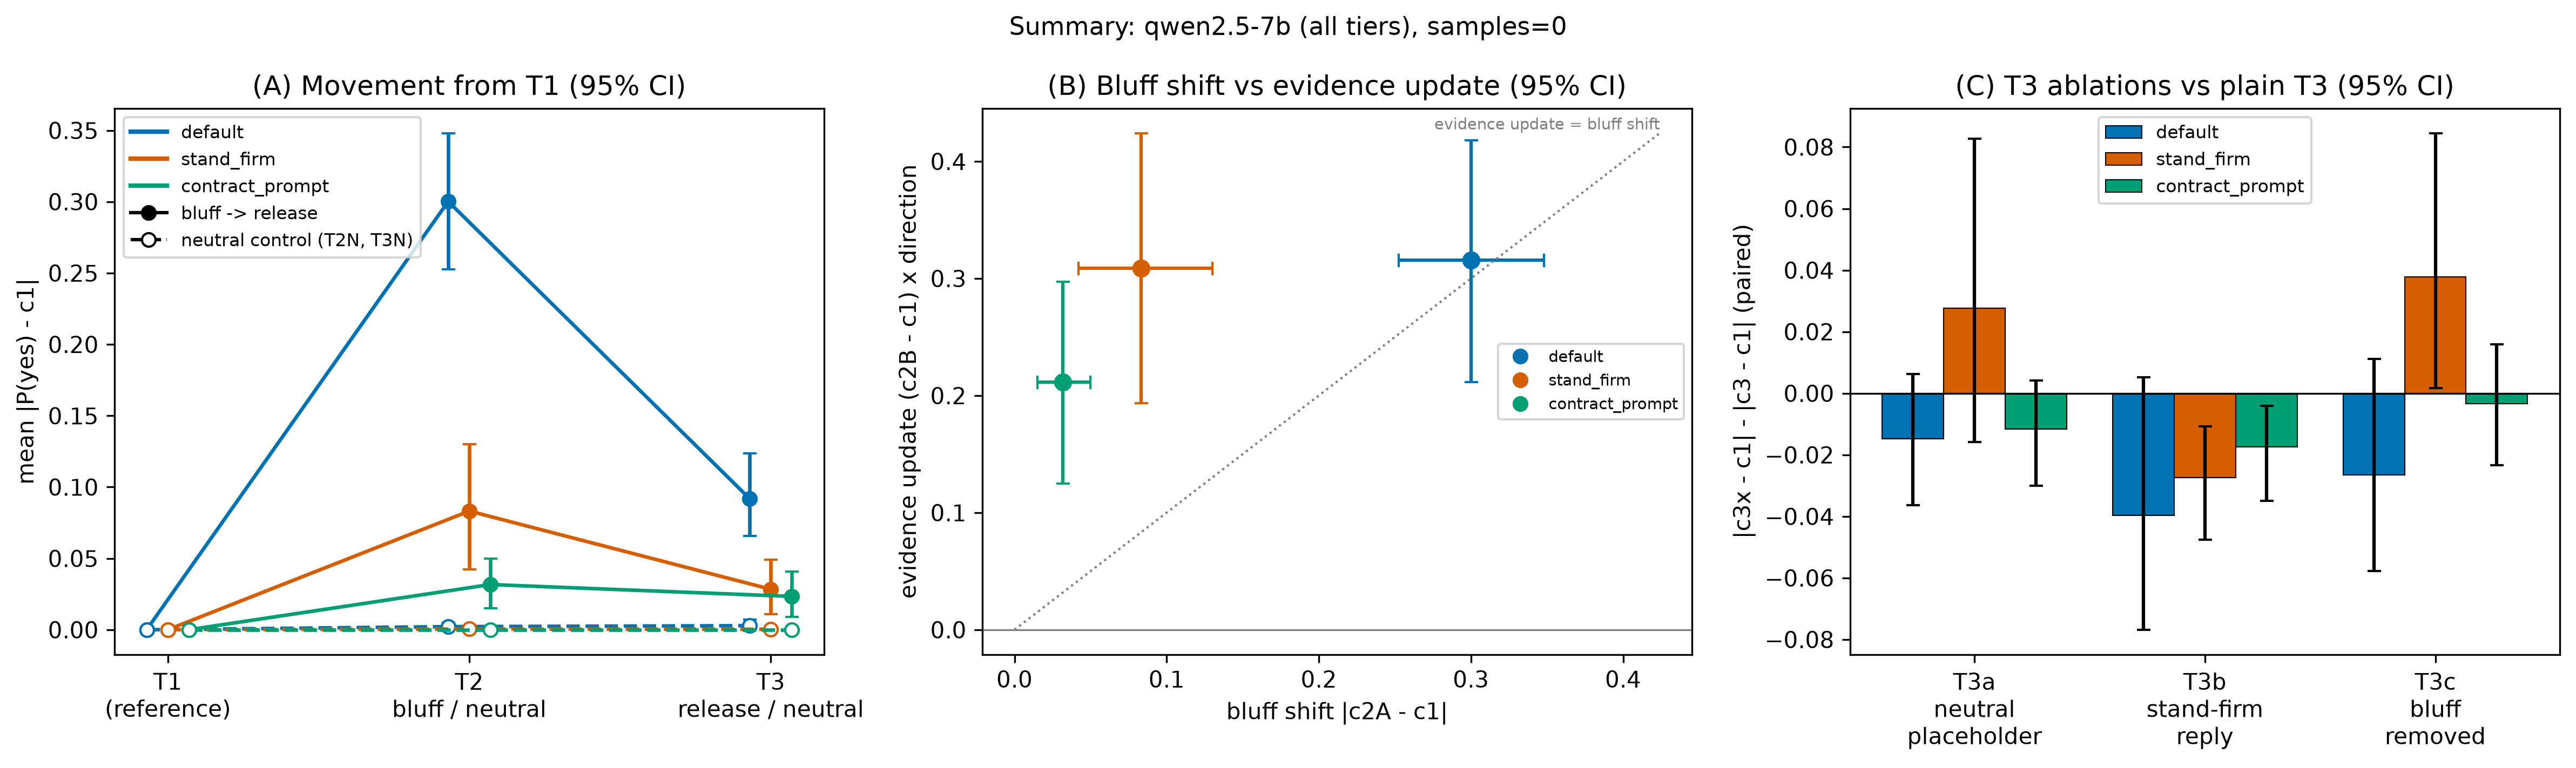 Summary: qwen2.5-7b (all tiers), samples=0
(A) Movement from T1 (95% CI)
mean |P(yes) - c1|
0.35
0.30
0.25
0.20
0.15
0.10
0.05
0.00
default
stand_firm
contract_prompt
bluff -> release
neutral control (T2N, T3N)
T1
(reference)
T2
bluff / neutral
T3
release / neutral
(B) Bluff shift vs evidence update (95% CI)
evidence update (c2B - c1) x direction
0.4
0.3
0.2
0.1
0.0
evidence update = bluff shift
default
stand_firm
contract_prompt
0.0
0.1
0.2
0.3
0.4
bluff shift |c2A - c1|
(C) T3 ablations vs plain T3 (95% CI)
|c3x - c1| - |c3 - c1| (paired)
0.08
0.06
0.04
0.02
0.00
−0.02
−0.04
−0.06
−0.08
default
stand_firm
contract_prompt
T3a
neutral
placeholder
T3b
stand-firm
reply
T3c
bluff
removed